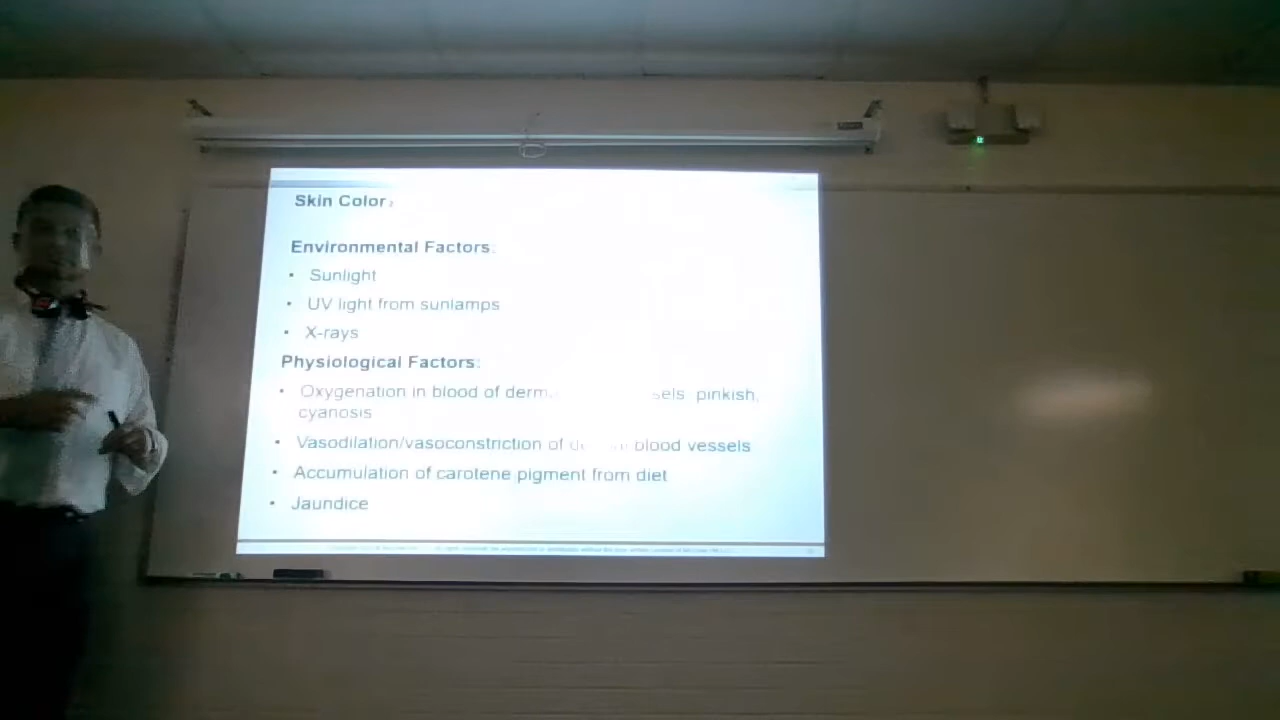 Skin Color 2
Environmental Factors:
• Sunlight
• UV light from sunlamps
• X-rays
Physiological Factors:
• Oxygenation in blood of pinkish,
cyanosis
• Vasodilation/vasoconstriction of blood vessels
• Accumulation of carotene pigment from diet
• Jaundice